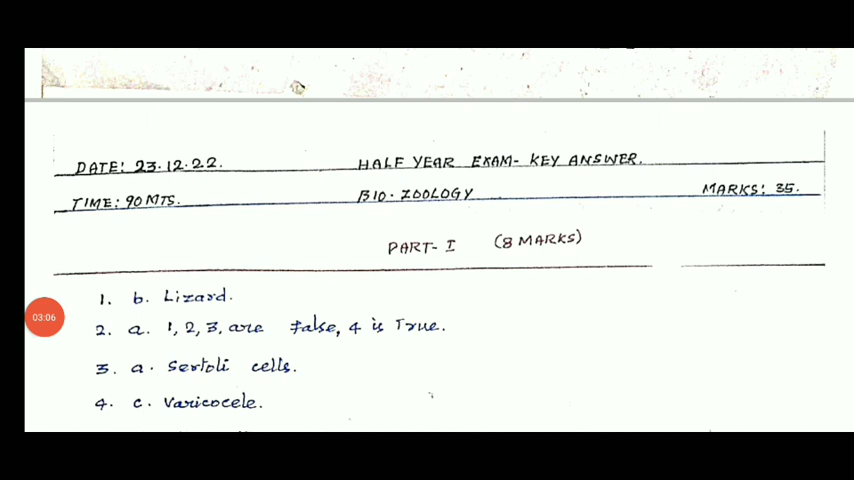 DATE: 23.12.22. HALF YEAR EXAM- KEY ANSWER.
TIME: 90 MTS. BIO-ZOOLOGY MARKS: 35.
PART- I (8 MARKS)
1. b. Lizard.
2. a. 1, 2, 3, are false, 4 is True.
03:06
3. a. Sertoli cells.
4. c. Varicocele.